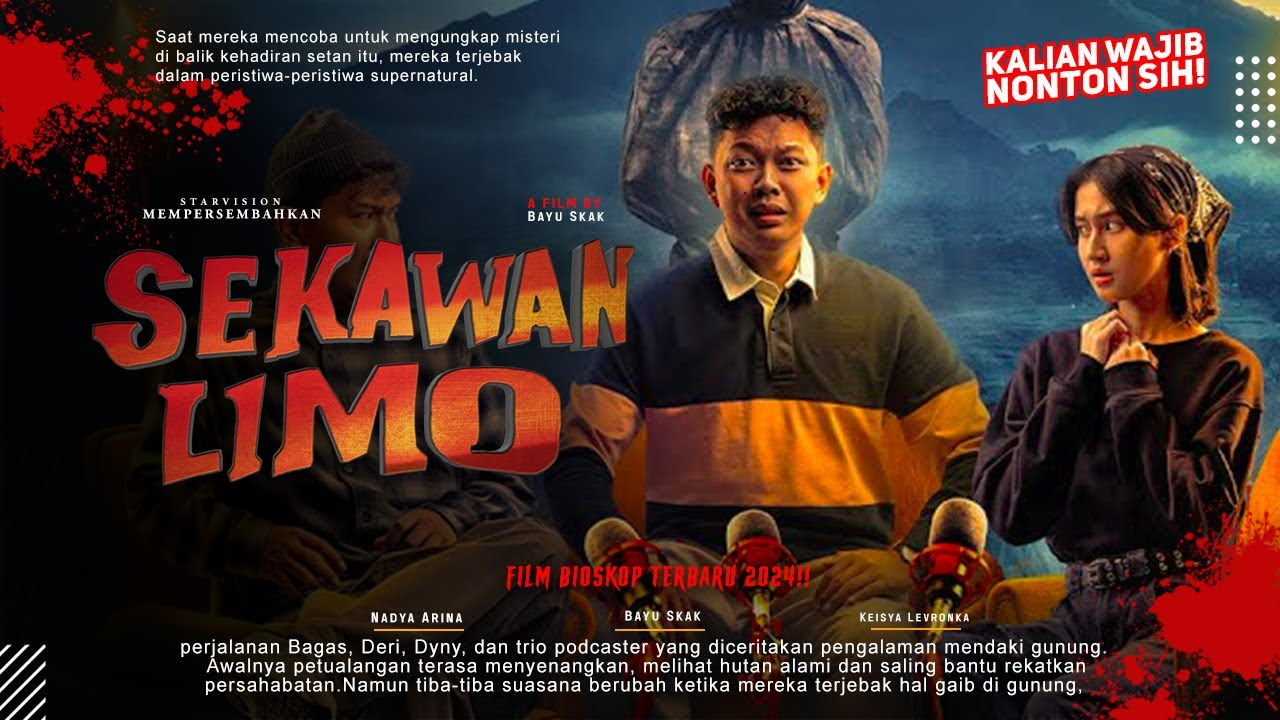 Saat mereka mencoba untuk mengungkap misteri
di balik kehadiran setan itu, mereka terjebak
dalam peristiwa-peristiwa supernatural.
KALIAN WAJIB
NONTON SIH!
STARVISION
MEMPERSEMBAHKAN
A FILM BY
BAYU SKAK
SEKAWAN
LIMO
FILM BIOSKOP TERBARU 2024!!
NADYA ARINA
BAYU SKAK
KEISYA LEVRONKA
perjalanan Bagas, Deri, Dyny, dan trio podcaster yang diceritakan pengalaman mendaki gunung.
Awalnya petualangan terasa menyenangkan, melihat hutan alami dan saling bantu rekatkan
persahabatan.Namun tiba-tiba suasana berubah ketika mereka terjebak hal gaib di gunung,